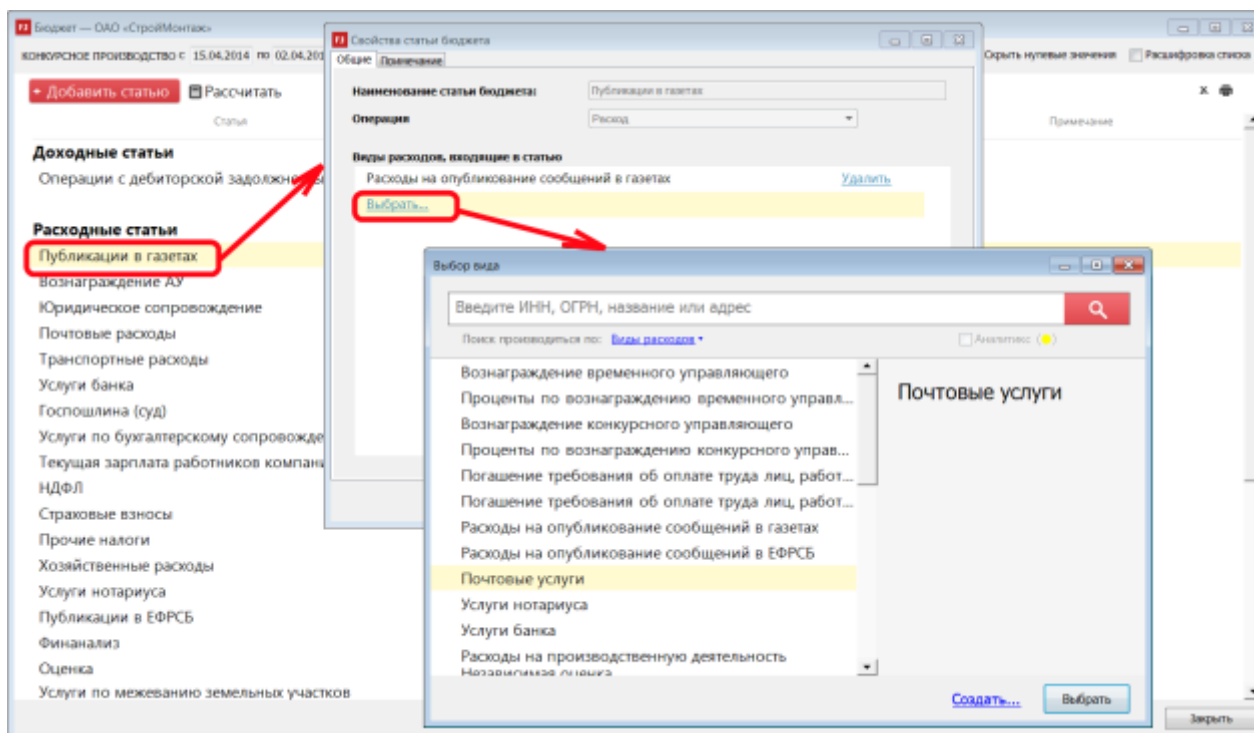 Бюджет — ОАО «СтройМонтаж»
КОНКУРСНОЕ ПРОИЗВОДСТВО с 15.04.2014 по 02.04.201
Скрыть нулевые значения
Расшифровка списка
+ Добавить статью
Рассчитать
Статья
Примечание
Доходные статьи
Операции с дебиторской
Расходные статьи
Публикации в газетах
Вознаграждение АУ
Юридическое сопровождение
Почтовые расходы
Транспортные расходы
Услуги банка
Госпошлина (суд)
Услуги по бухгалтерскому сопровожде
Текущая зарплата работников компани
НДФЛ
Страховые взносы
Прочие налоги
Хозяйственные расходы
Услуги нотариуса
Публикации в ЕФРСБ
Финанализ
Оценка
Услуги по межеванию земельных участков
Закрыть
Свойства статьи бюджета
Общие
Примечание
Наименование статьи бюджета:
Публикации в газетах
Операция
Расход
Виды расходов, входящие в статью
Расходы на опубликование сообщений в газетах
Удалить
Выбрать...
Выбор вида
Введите ИНН, ОГРН, название или адрес
Поиск производиться по: Виды расходов
Вознаграждение временного управляющего
Проценты по вознаграждению временного управл...
Вознаграждение конкурсного управляющего
Проценты по вознаграждению конкурсного управ...
Погашение требования об оплате труда лиц, работ...
Погашение требования об оплате труда лиц, работ...
Расходы на опубликование сообщений в газетах
Расходы на опубликование сообщений в ЕФРСБ
Почтовые услуги
Услуги нотариуса
Услуги банка
Расходы на производственную деятельность
Независимая оценка
Почтовые услуги
Создать...
Выбрать